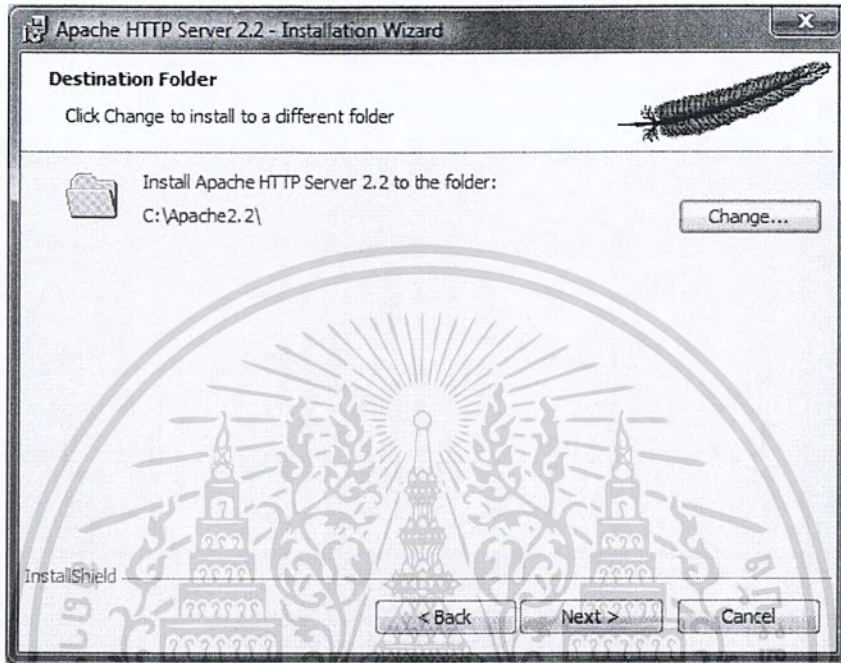 Apache HTTP Server 2.2 - Installation Wizard
Destination Folder
Click Change to install to a different folder
Install Apache HTTP Server 2.2 to the folder:
C:\Apache2.2\
Change...
InstallShield
< Back
Next >
Cancel